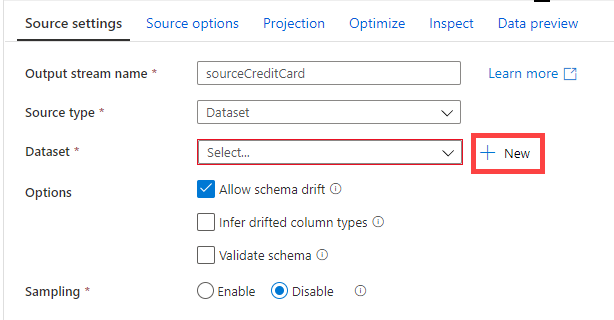 Source settings Source options Projection Optimize Inspect Data preview
Output stream name * sourceCreditCard Learn more
Source type * Dataset
Dataset * Select... + New
Options Allow schema drift
Infer drifted column types
Validate schema
Sampling * Enable Disable